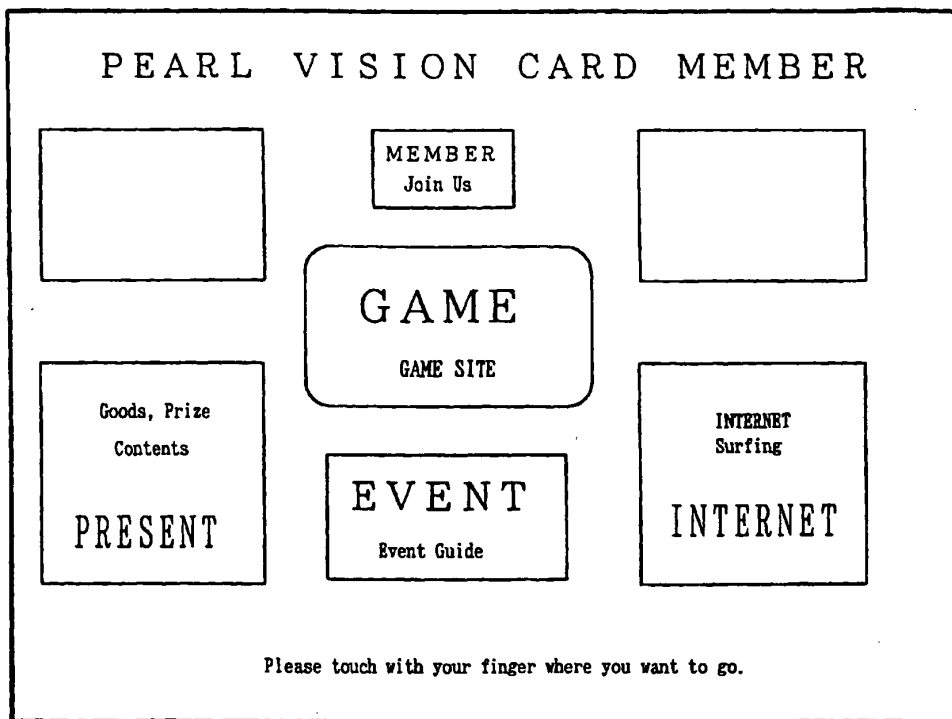 PEARL VISION CARD MEMBER
MEMBER
Join Us
GAME
GAME SITE
Goods, Prize
Contents
PRESENT
EVENT
Event Guide
INTERNET
Surfing
INTERNET
Please touch with your finger where you want to go.